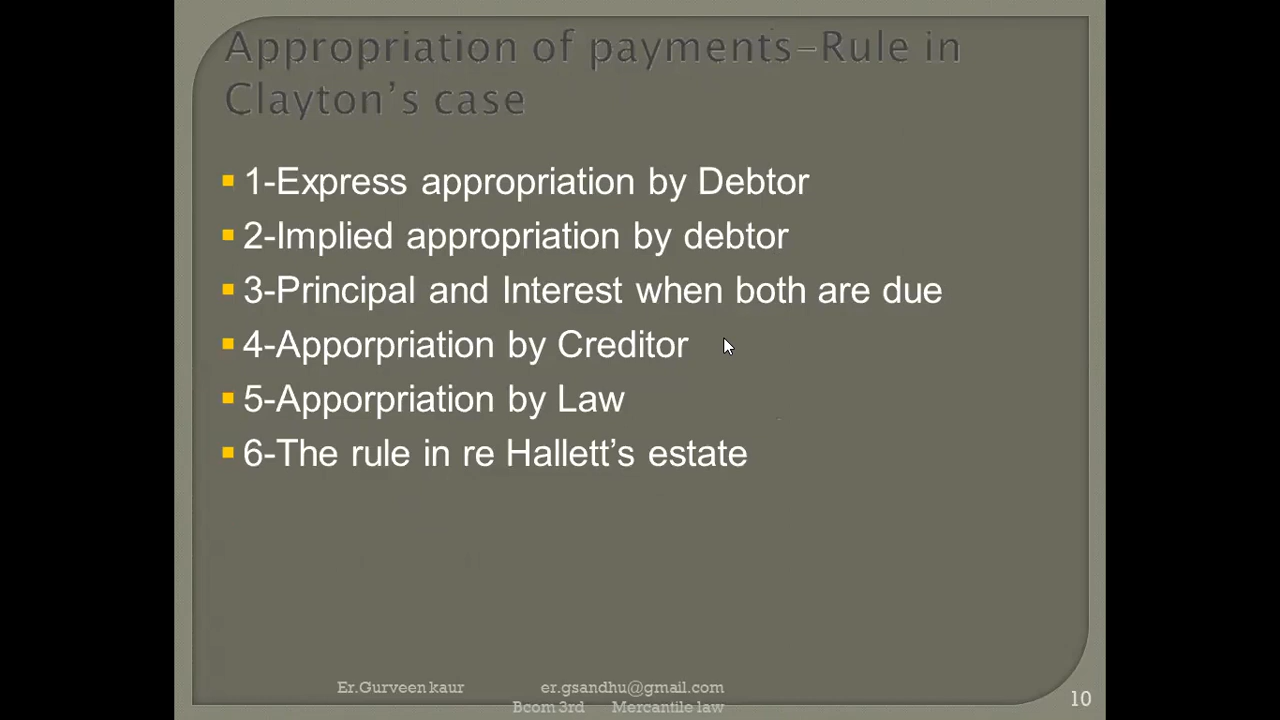 Appropriation of payments-Rule in
Clayton's case
1-Express appropriation by Debtor
2-Implied appropriation by debtor
3-Principal and Interest when both are due
4-Apporpriation by Creditor
5-Apporpriation by Law
6-The rule in re Hallett's estate
Er.Gurveen kaur er.gsandhu@gmail.com
Bcom 3rd Mercantile law
10